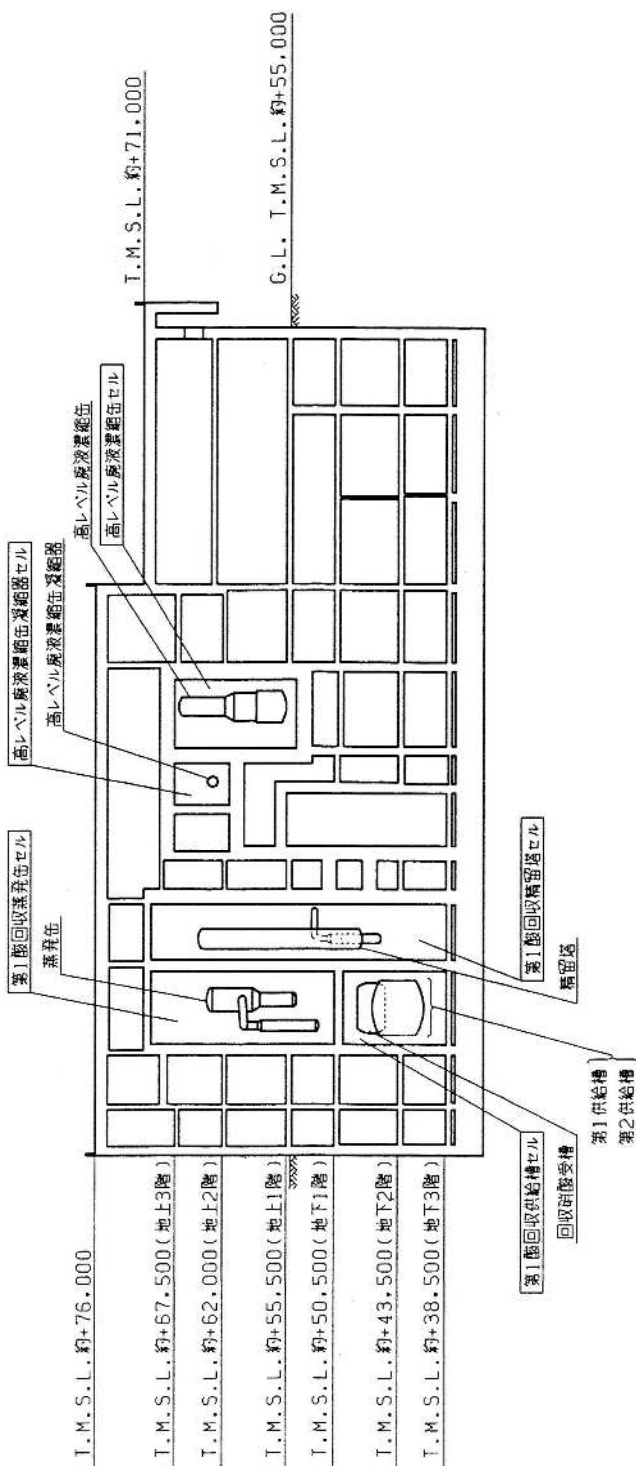 T.M.S.L.約+76.000
T.M.S.L.約+67.500(地上3階)
T.M.S.L.約+62.000(地上2階)
T.M.S.L.約+55.500(地上1階)
T.M.S.L.約+50.500(地下1階)
T.M.S.L.約+43.500(地下2階)
T.M.S.L.約+38.500(地下3階)
第1酸回収蒸発缶セル
蒸発缶
高レベル廃液濃縮缶凝縮器セル
高レベル廃液濃縮缶凝縮器
高レベル廃液濃縮缶
高レベル廃液濃縮缶セル
T.M.S.L.約+71.000
G.L. T.M.S.L.約+55.000
第1酸回収供給槽セル
回収硝酸受槽
第1供給槽
第2供給槽
第1酸回収精留塔セル
精留塔